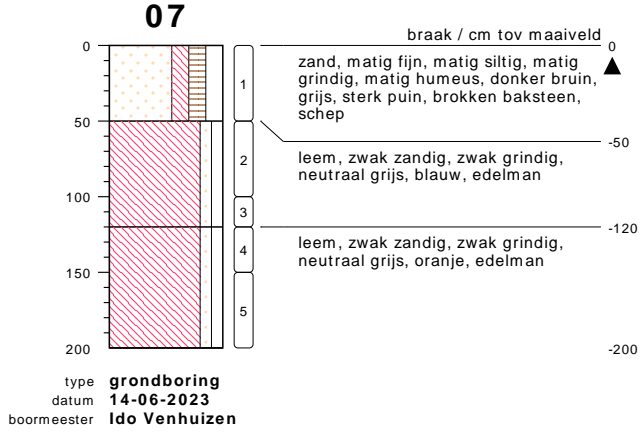 07
braak / cm tov maaiveld
0
0
zand, matig fijn, matig siltig, matig
grindig, matig humeus, donker bruin,
grijs, sterk puin, brokken baksteen,
schep
1
50
-50
leem, zwak zandig, zwak grindig,
neutraal grijs, blauw, edelman
2
100
3
-120
leem, zwak zandig, zwak grindig,
neutraal grijs, oranje, edelman
4
150
5
200
-200
type grondboring
datum 14-06-2023
boormeester Ido Venhuizen